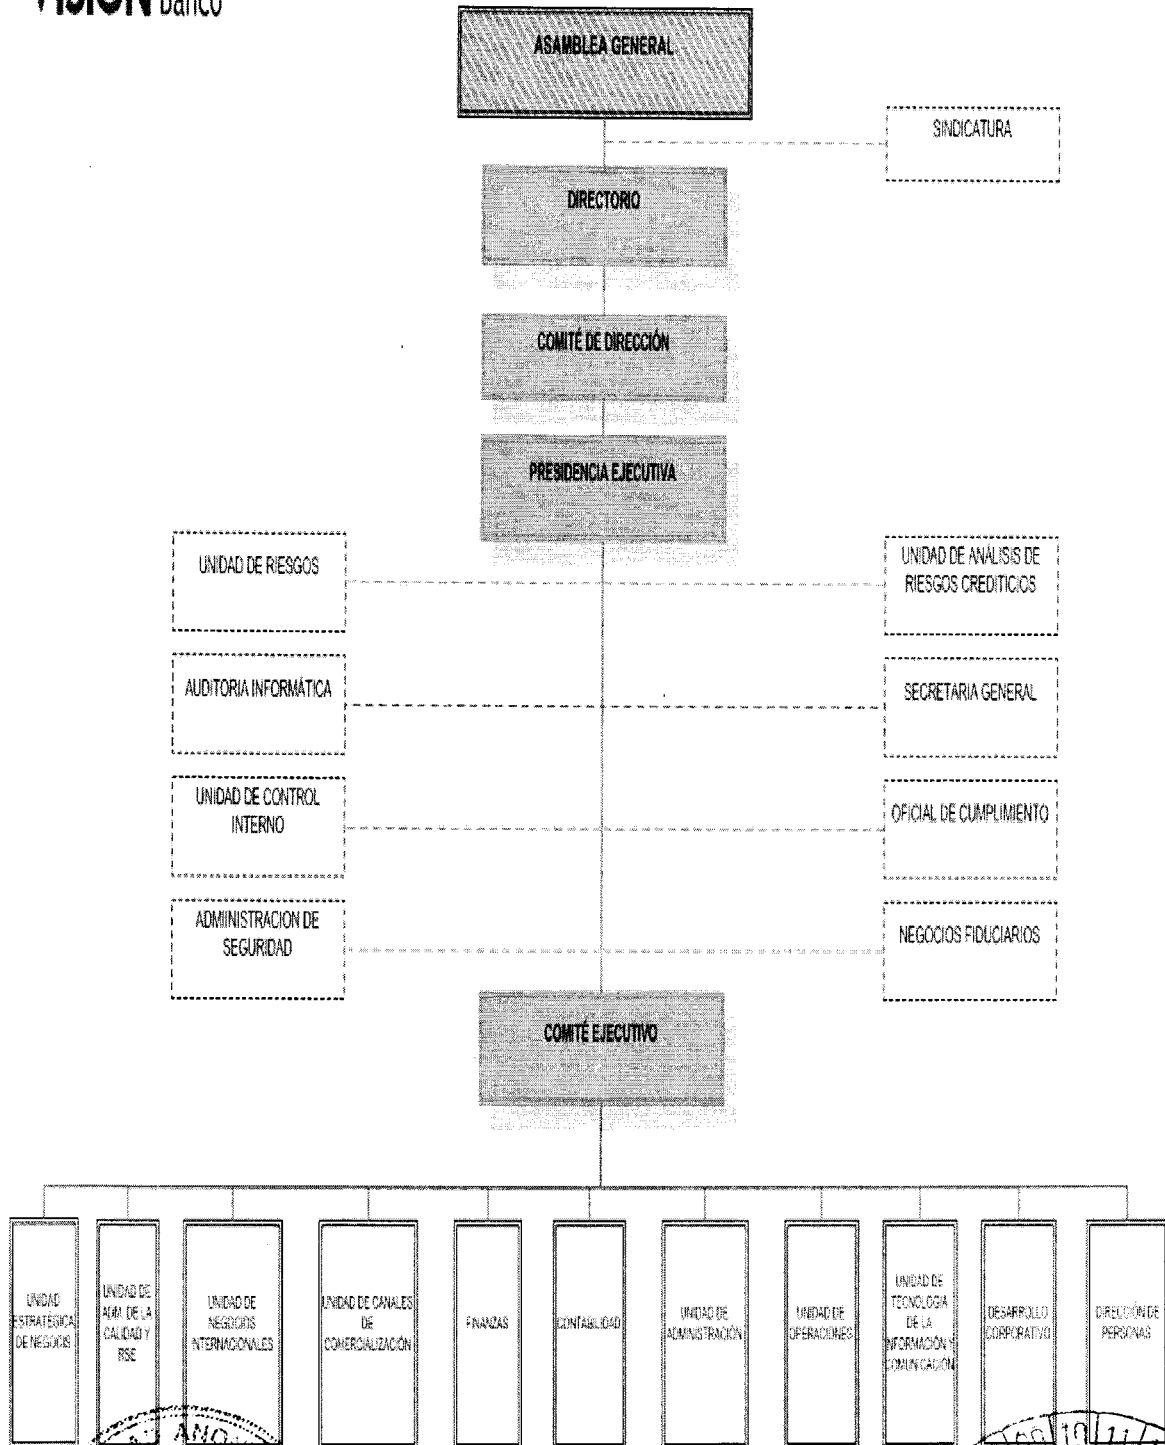 VISIÓN Banco
ASAMBLEA GENERAL
SINDICATURA
DIRECTORIO
COMITÉ DE DIRECCIÓN
PRESIDENCIA EJECUTIVA
UNIDAD DE RIESGOS
UNIDAD DE ANÁLISIS DE
RIESGOS CREDITICIOS
AUDITORIA INFORMÁTICA
SECRETARIA GENERAL
UNIDAD DE CONTROL
INTERNO
OFICIAL DE CUMPLIMIENTO
ADMINISTRACION DE
SEGURIDAD
NEGOCIOS FIDUCIARIOS
COMITÉ EJECUTIVO
UNIDAD
ESTRATEGICA
DE NEGOCIS
UNIDAD DE
ADM. DE LA
CALIDAD Y
RSE
UNIDAD DE
NEGOCIOS
INTERNACIONALES
UNIDAD DE CANALES
DE
COMERCIALIZACIÓN
FINANZAS
CONTABILIDAD
UNIDAD DE
ADMINISTRACIÓN
UNIDAD DE
OPERACIONES
UNIDAD DE
TECNOLOGIA
DE LA
INFORMACIÓN Y
COMUNICACIÓN
DESARROLLO
CORPORATIVO
DIRECCIÓN DE
PERSONAS